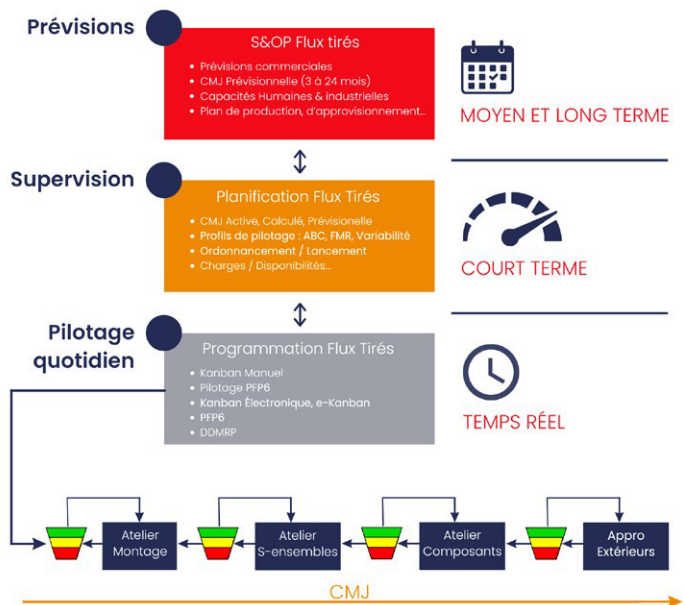 Prévisions
S&OP Flux tirés
• Prévisions commerciales
• CMJ Prévisionnelle (3 à 24 mois)
• Capacités Humaines & industrielles
• Plan de production, d'approvisionnement...
MOYEN ET LONG TERME
Supervision
Planification Flux Tirés
• CMJ Active, Calculé, Prévisionelle
• Profils de pilotage : ABC, FMR, Variabilité
• Ordonnancement / Lancement
• Charges / Disponibilités...
COURT TERME
Pilotage
quotidien
Programmation Flux Tirés
• Kanban Manuel
• Pilotage PFP6
• Kanban Électronique, e-Kanban
• PFP6
• DDMRP
TEMPS RÉEL
Atelier
Montage
Atelier
S-ensembles
Atelier
Composants
Appro
Extérieurs
CMJ